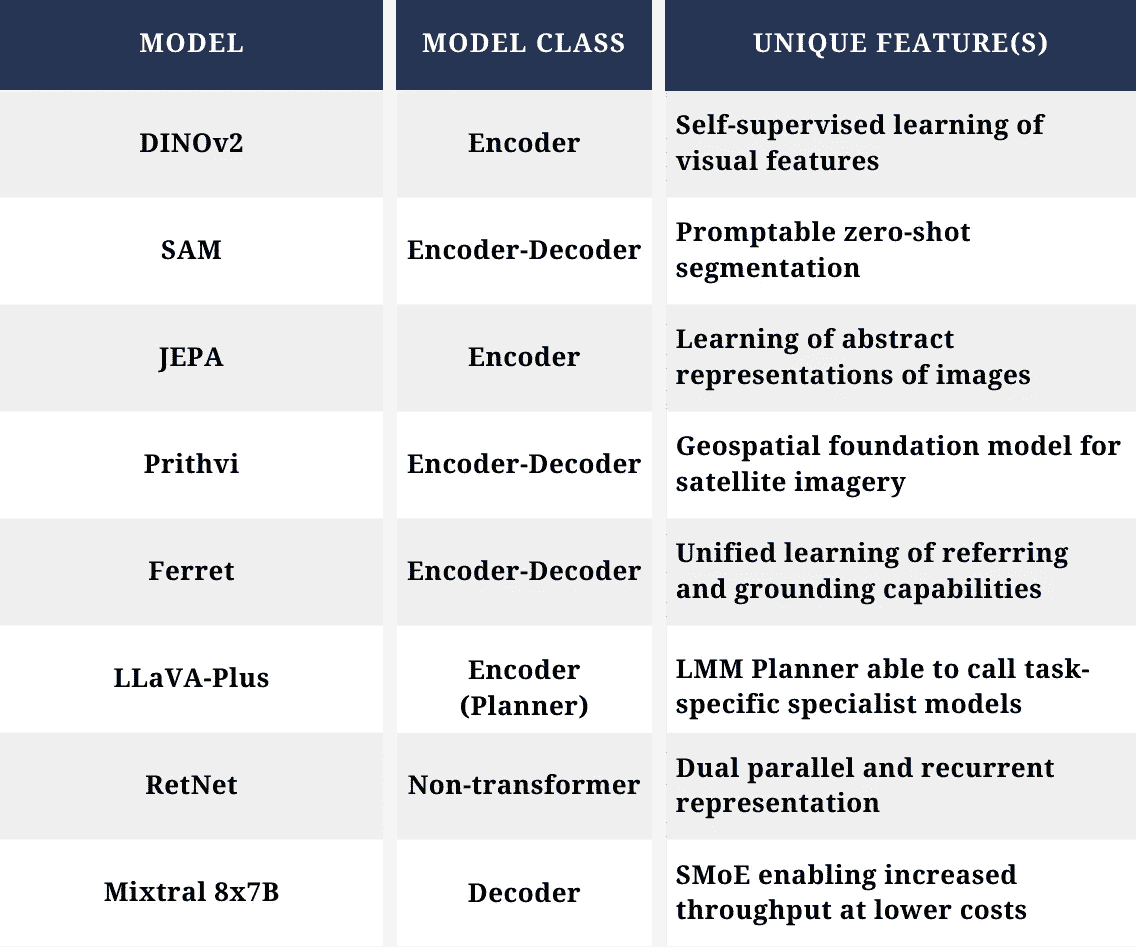 MODEL MODEL CLASS UNIQUE FEATURE(S)
DINOv2 Encoder Self-supervised learning of
visual features
SAM Encoder-Decoder Promptable zero-shot
segmentation
JEPA Encoder Learning of abstract
representations of images
Prithvi Encoder-Decoder Geospatial foundation model for
satellite imagery
Ferret Encoder-Decoder Unified learning of referring
and grounding capabilities
LLaVA-Plus Encoder
(Planner)
LMM Planner able to call task-
specific specialist models
RetNet Non-transformer Dual parallel and recurrent
representation
Mixtral 8x7B Decoder SMoE enabling increased
throughput at lower costs